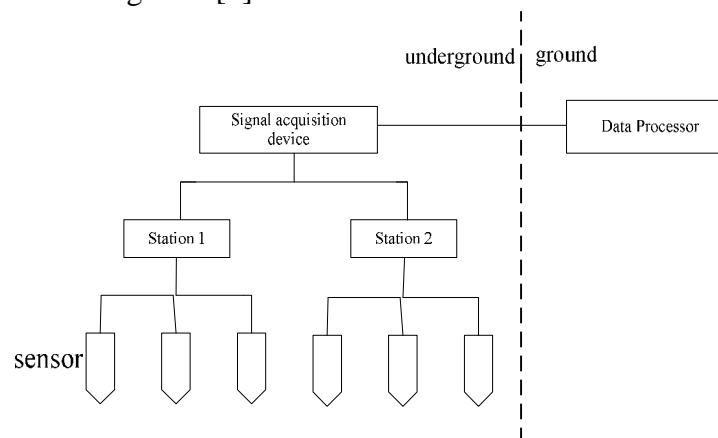 underground ground
Signal acquisition
device
Data Processor
Station 1
Station 2
sensor